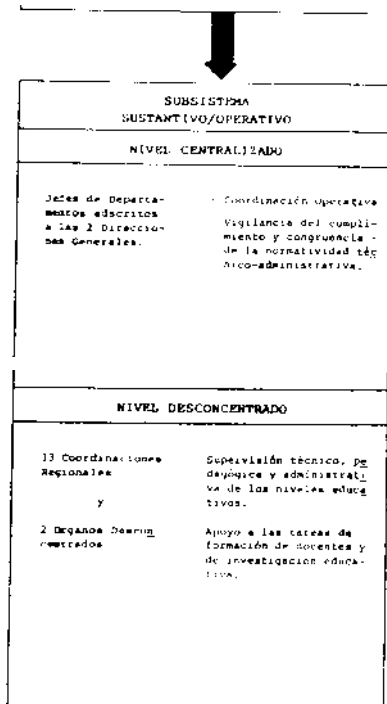 SUBSISTEMA
SUSTANTIVO/OPERATIVO
NIVEL CENTRALIZADO
Jefes de Departa-
mentos adscritos
a las 2 Direccio-
nes Generales.
- Coordinación Operativa
Vigilancia del cumpli-
miento y congruencia -
de la normatividad téc
nico-administrativa.
NIVEL DESCONCENTRADO
13 Coordinaciones
Regionales
y
2 Organos Descon
centrados
Supervisión técnico, pe
dagógica y administrati
va de los niveles educa
tivos.
Apoyo a las tareas de
formación de docentes y
de investigación educa-
tiva.